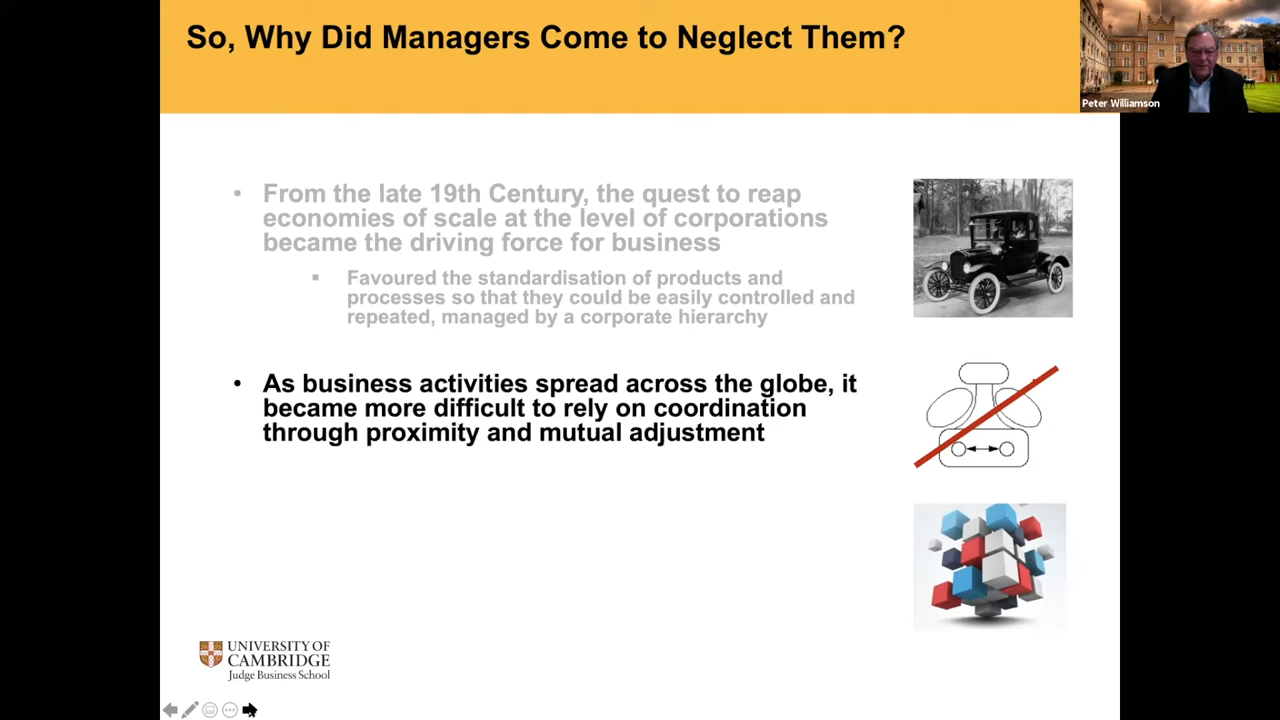 So, Why Did Managers Come to Neglect Them?
Peter Williamson
• From the late 19th Century, the quest to reap
economies of scale at the level of corporations
became the driving force for business
▪ Favoured the standardisation of products and
processes so that they could be easily controlled and
repeated, managed by a corporate hierarchy
• As business activities spread across the globe, it
became more difficult to rely on coordination
through proximity and mutual adjustment
UNIVERSITY OF
CAMBRIDGE
Judge Business School